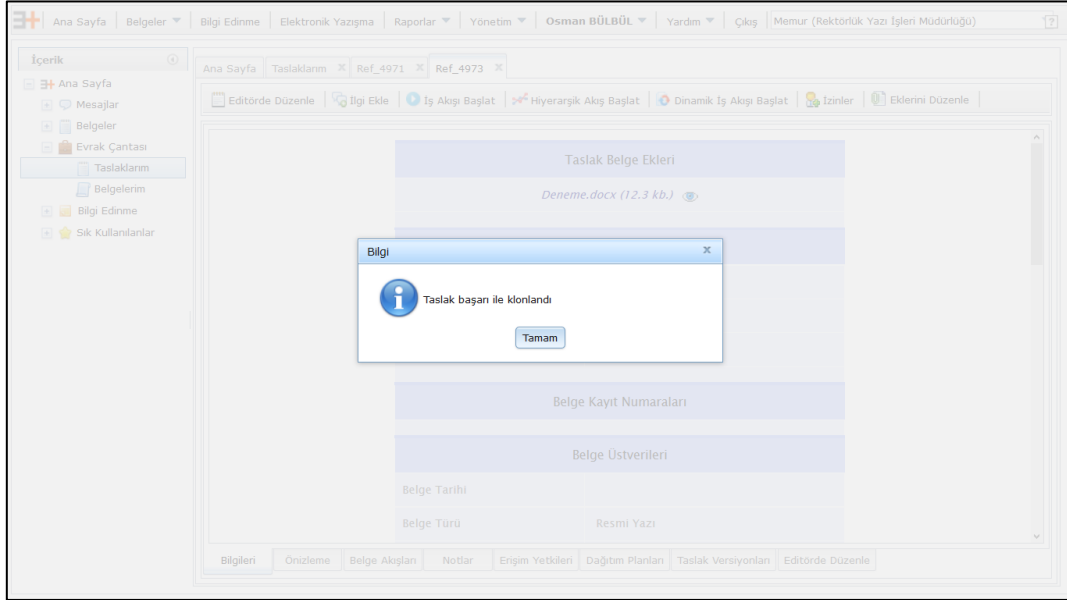 Ana Sayfa Belgeler Bilgi Edinme Elektronik Yazışma Raporlar Yönetim Osman BÜLBÜL Yardım Çıkış Memur (Rektörlük Yazı İşleri Müdürlüğü)
İçerik
Ana Sayfa
Mesajlar
Belgeler
Evrak Çantası
Taslaklarım
Belgelerim
Bilgi Edinme
Sık Kullanılanlar
Ana Sayfa Taslaklarım Ref_4971 Ref_4973
Editörde Düzenle İlgi Ekle İş Akışı Başlat Hiyerarşik Akış Başlat Dinamik İş Akışı Başlat İzinler Eklerini Düzenle
Taslak Belge Ekleri
Deneme.docx (12.3 kb.)
Bilgi
Taslak başarı ile klonlandı
Tamam
Belge Kayıt Numaraları
Belge Üstverileri
Belge Tarihi
Belge Türü Resmi Yazı
Bilgileri Önizleme Belge Akışları Notlar Erişim Yetkileri Dağıtım Planları Taslak Versiyonları Editörde Düzenle